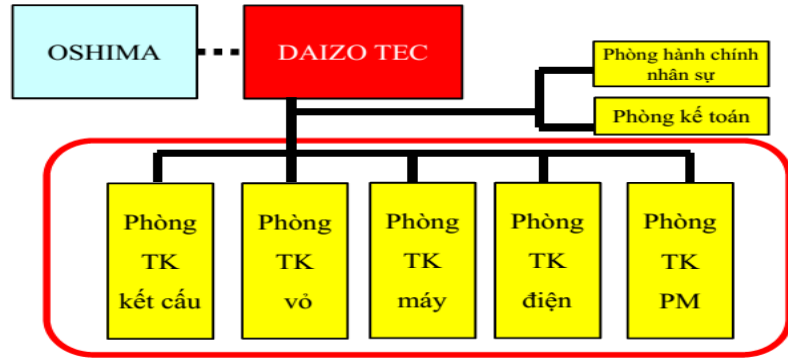 OSHIMA
DAIZO TEC
Phòng hành chính
nhân sự
Phòng kế toán
Phòng
TK
kết cấu
Phòng
TK
vỏ
Phòng
TK
máy
Phòng
TK
điện
Phòng
TK
PM